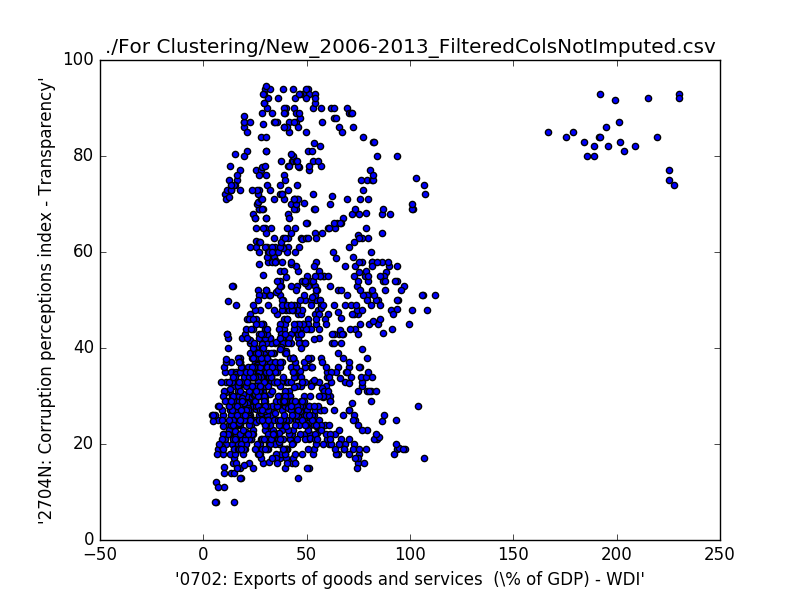 ./For Clustering/New_2006-2013_FilteredColsNotImputed.csv
100
80
60
40
20
0
'2704N: Corruption perceptions index - Transparency'
−50 0 50 100 150 200 250
'0702: Exports of goods and services (\% of GDP) - WDI'